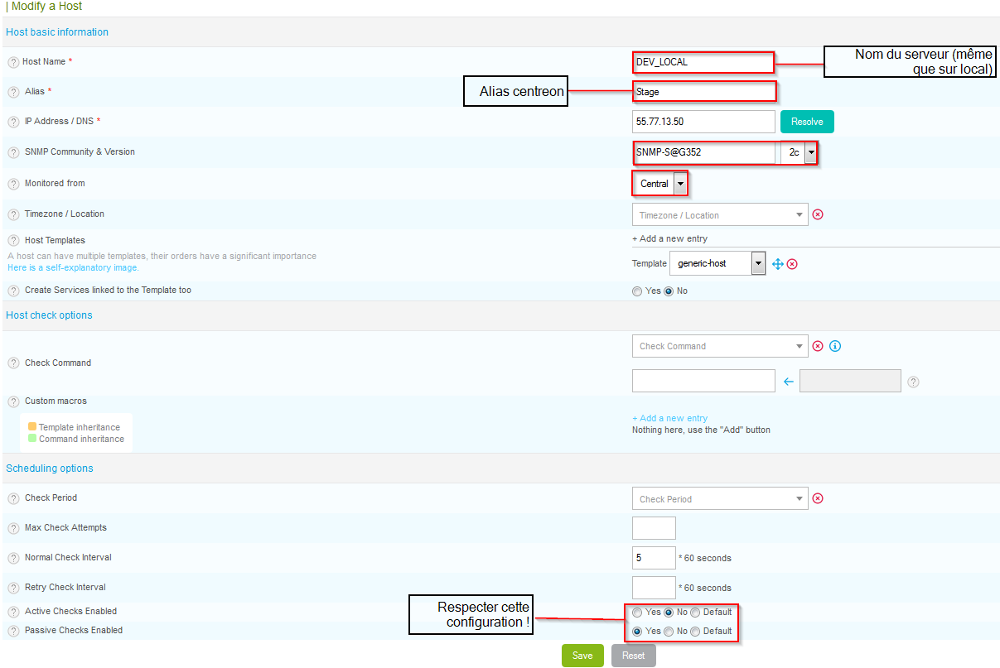 | Modify a Host
Host basic information
? Host Name *
DEV_LOCAL
Nom du serveur (même
que sur local)
? Alias *
Alias centreon
Stage
? IP Address / DNS *
55.77.13.50
Resolve
? SNMP Community & Version
SNMP-S@G352
2c
? Monitored from
Central
? Timezone / Location
Timezone / Location
? Host Templates
+ Add a new entry
A host can have multiple templates, their orders have a significant importance
Here is a self-explanatory image.
Template
generic-host
? Create Services linked to the Template too
Yes No
Host check options
Check Command
? Check Command
?
? Custom macros
Template inheritance
Command inheritance
+ Add a new entry
Nothing here, use the "Add" button
Scheduling options
? Check Period
Check Period
? Max Check Attempts
? Normal Check Interval
5 * 60 seconds
? Retry Check Interval
* 60 seconds
Respecter cette
configuration !
? Active Checks Enabled
Yes No Default
? Passive Checks Enabled
Yes No Default
Save
Reset